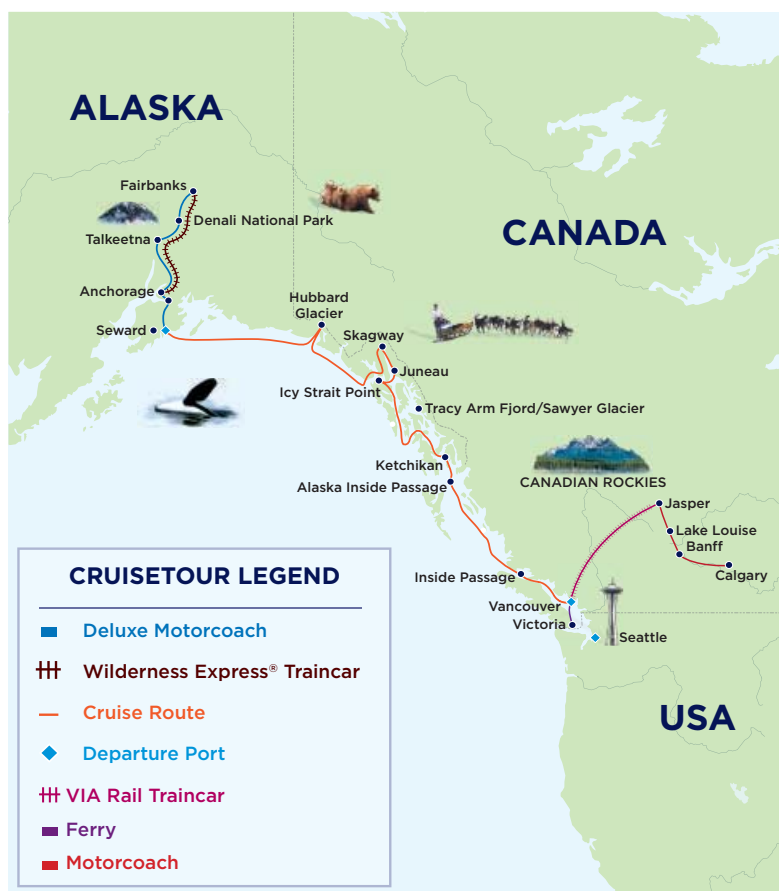 ALASKA
Fairbanks
Denali National Park
Talkeetna
CANADA
Anchorage
Hubbard
Glacier
Seward
Skagway
Juneau
Icy Strait Point
Tracy Arm Fjord/Sawyer Glacier
Ketchikan
CANADIAN ROCKIES
Alaska Inside Passage
Jasper
Lake Louise
Banff
Calgary
Inside Passage
Vancouver
Victoria
Seattle
USA
CRUISETOUR LEGEND
Deluxe Motorcoach
Wilderness Express® Traincar
Cruise Route
Departure Port
VIA Rail Traincar
Ferry
Motorcoach